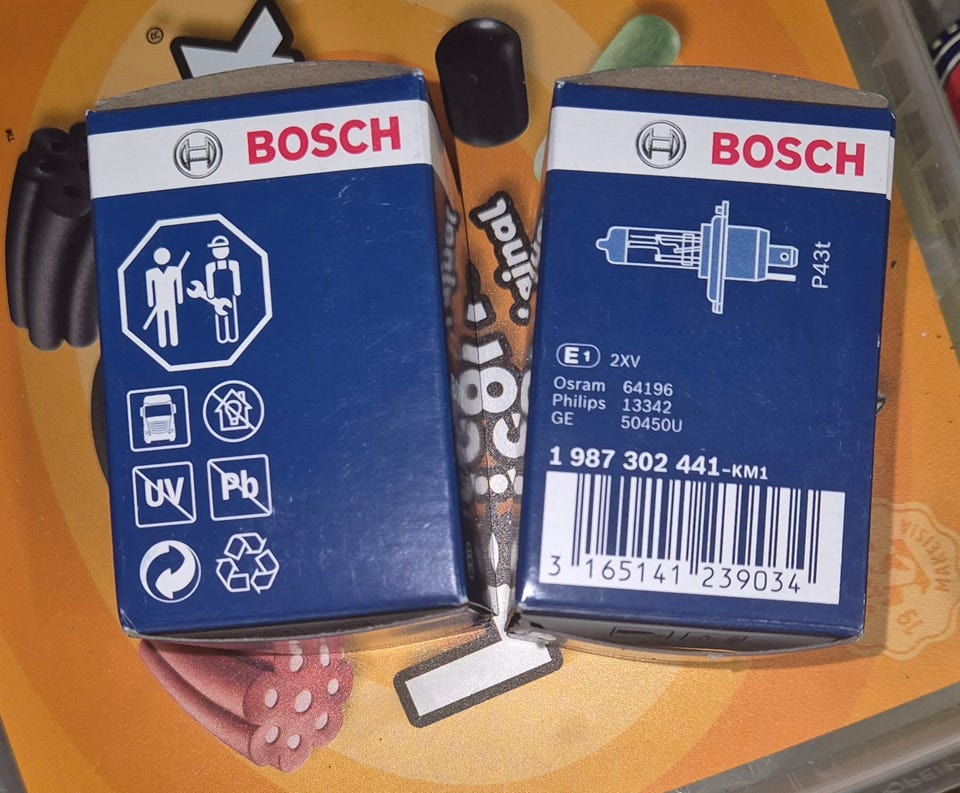 ®
TM
BOSCH
UV
Pb
BOSCH
P43t
E1 2XV
Osram 64196
Philips 13342
GE 50450U
1 987 302 441-KM1
3 165141 239034